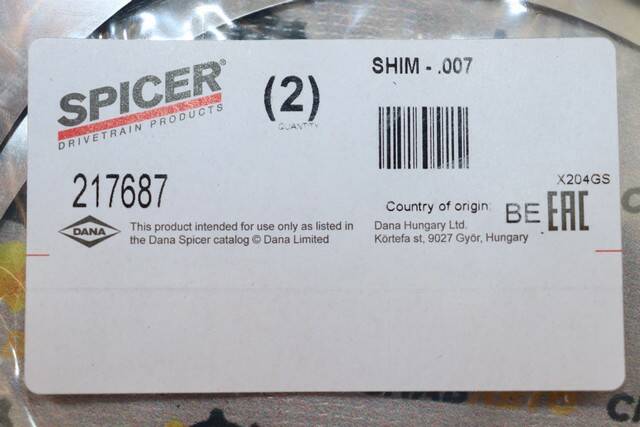 SPICER®
DRIVETRAIN PRODUCTS
(2)
QUANTITY
SHIM - .007
217687
X204GS
Country of origin: BE
EAC
DANA
This product intended for use only as listed in
the Dana Spicer catalog © Dana Limited
Dana Hungary Ltd.
Körtefa st, 9027 Győr, Hungary